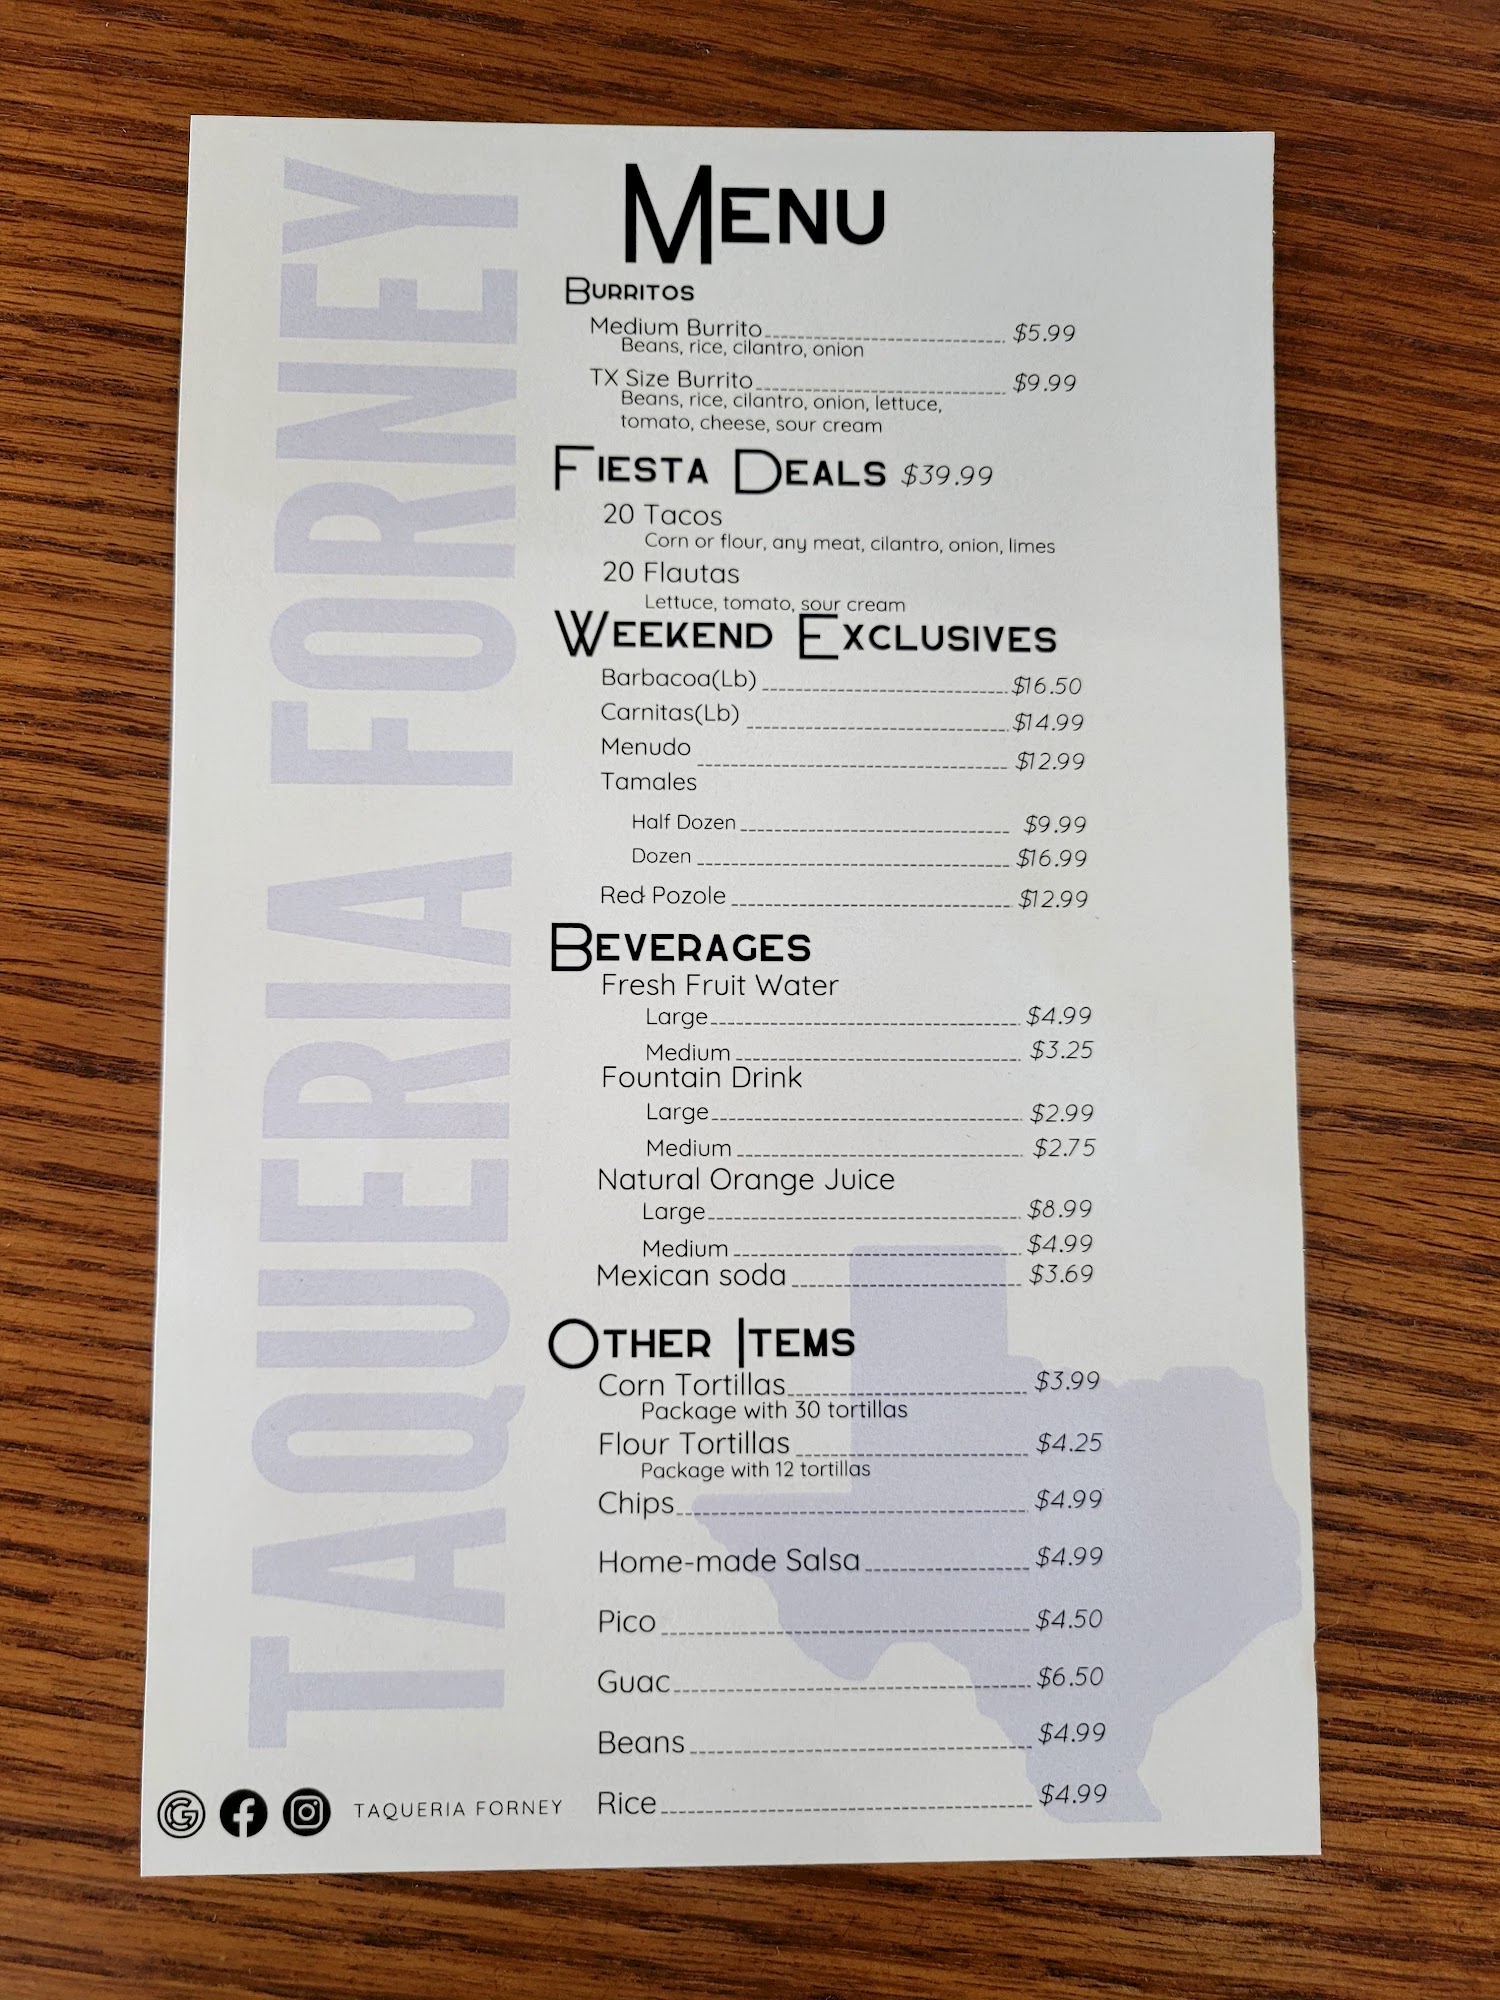 TAQUERIA FORNEY
MENU
BURRITOS
Medium Burrito $5.99
Beans, rice, cilantro, onion
TX Size Burrito $9.99
Beans, rice, cilantro, onion, lettuce,
tomato, cheese, sour cream
FIESTA DEALS $39.99
20 Tacos
Corn or flour, any meat, cilantro, onion, limes
20 Flautas
Lettuce, tomato, sour cream
WEEKEND EXCLUSIVES
Barbacoa(Lb) $16.50
Carnitas(Lb) $14.99
Menudo $12.99
Tamales
Half Dozen $9.99
Dozen $16.99
Red Pozole $12.99
BEVERAGES
Fresh Fruit Water
Large $4.99
Medium $3.25
Fountain Drink
Large $2.99
Medium $2.75
Natural Orange Juice
Large $8.99
Medium $4.99
Mexican soda $3.69
OTHER ITEMS
Corn Tortillas $3.99
Package with 30 tortillas
Flour Tortillas $4.25
Package with 12 tortillas
Chips $4.99
Home-made Salsa $4.99
Pico $4.50
Guac $6.50
Beans $4.99
Rice $4.99
TAQUERIA FORNEY